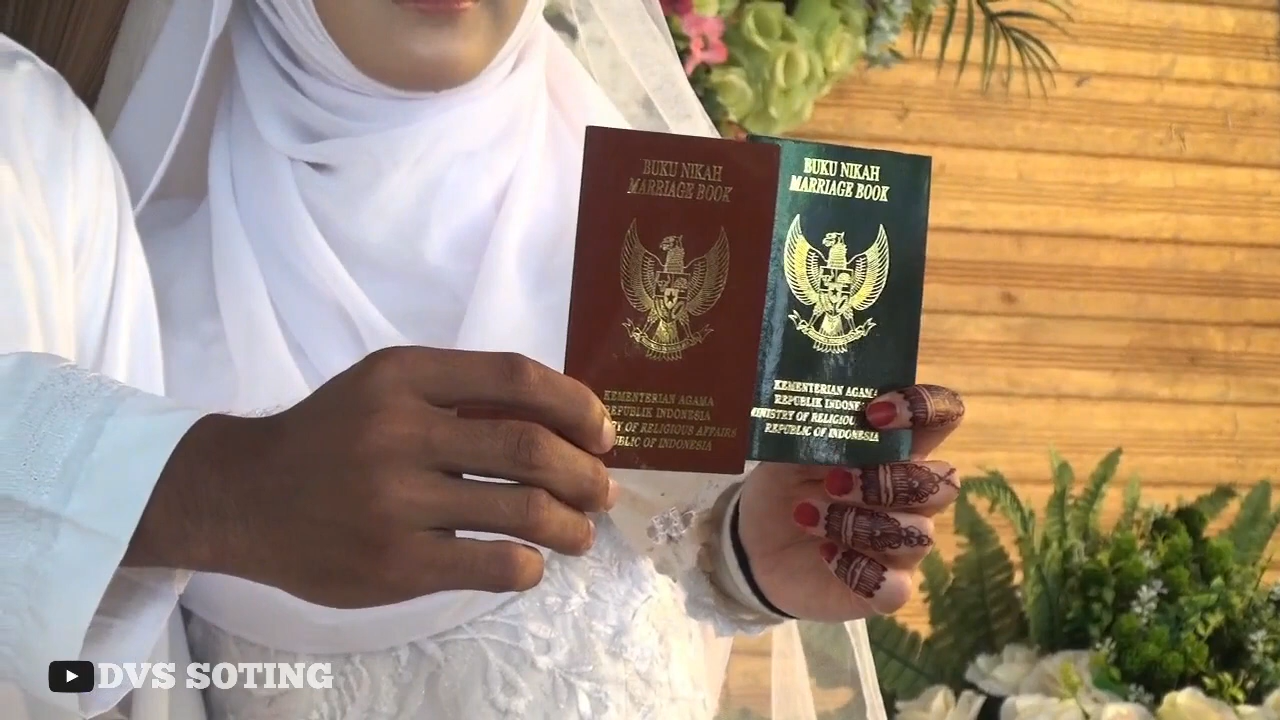 BUKU NIKAH
MARRIAGE BOOK
KEMENTERIAN AGAMA
REPUBLIK INDONESIA
OF RELIGIOUS AFFAIRS
OF INDONESIA
BUKU NIKAH
MARRIAGE BOOK
KEMENTERIAN AGAMA
REPUBLIK
MINISTRY OF
REPUBLIC OF INDONESIA
DVS SOTING